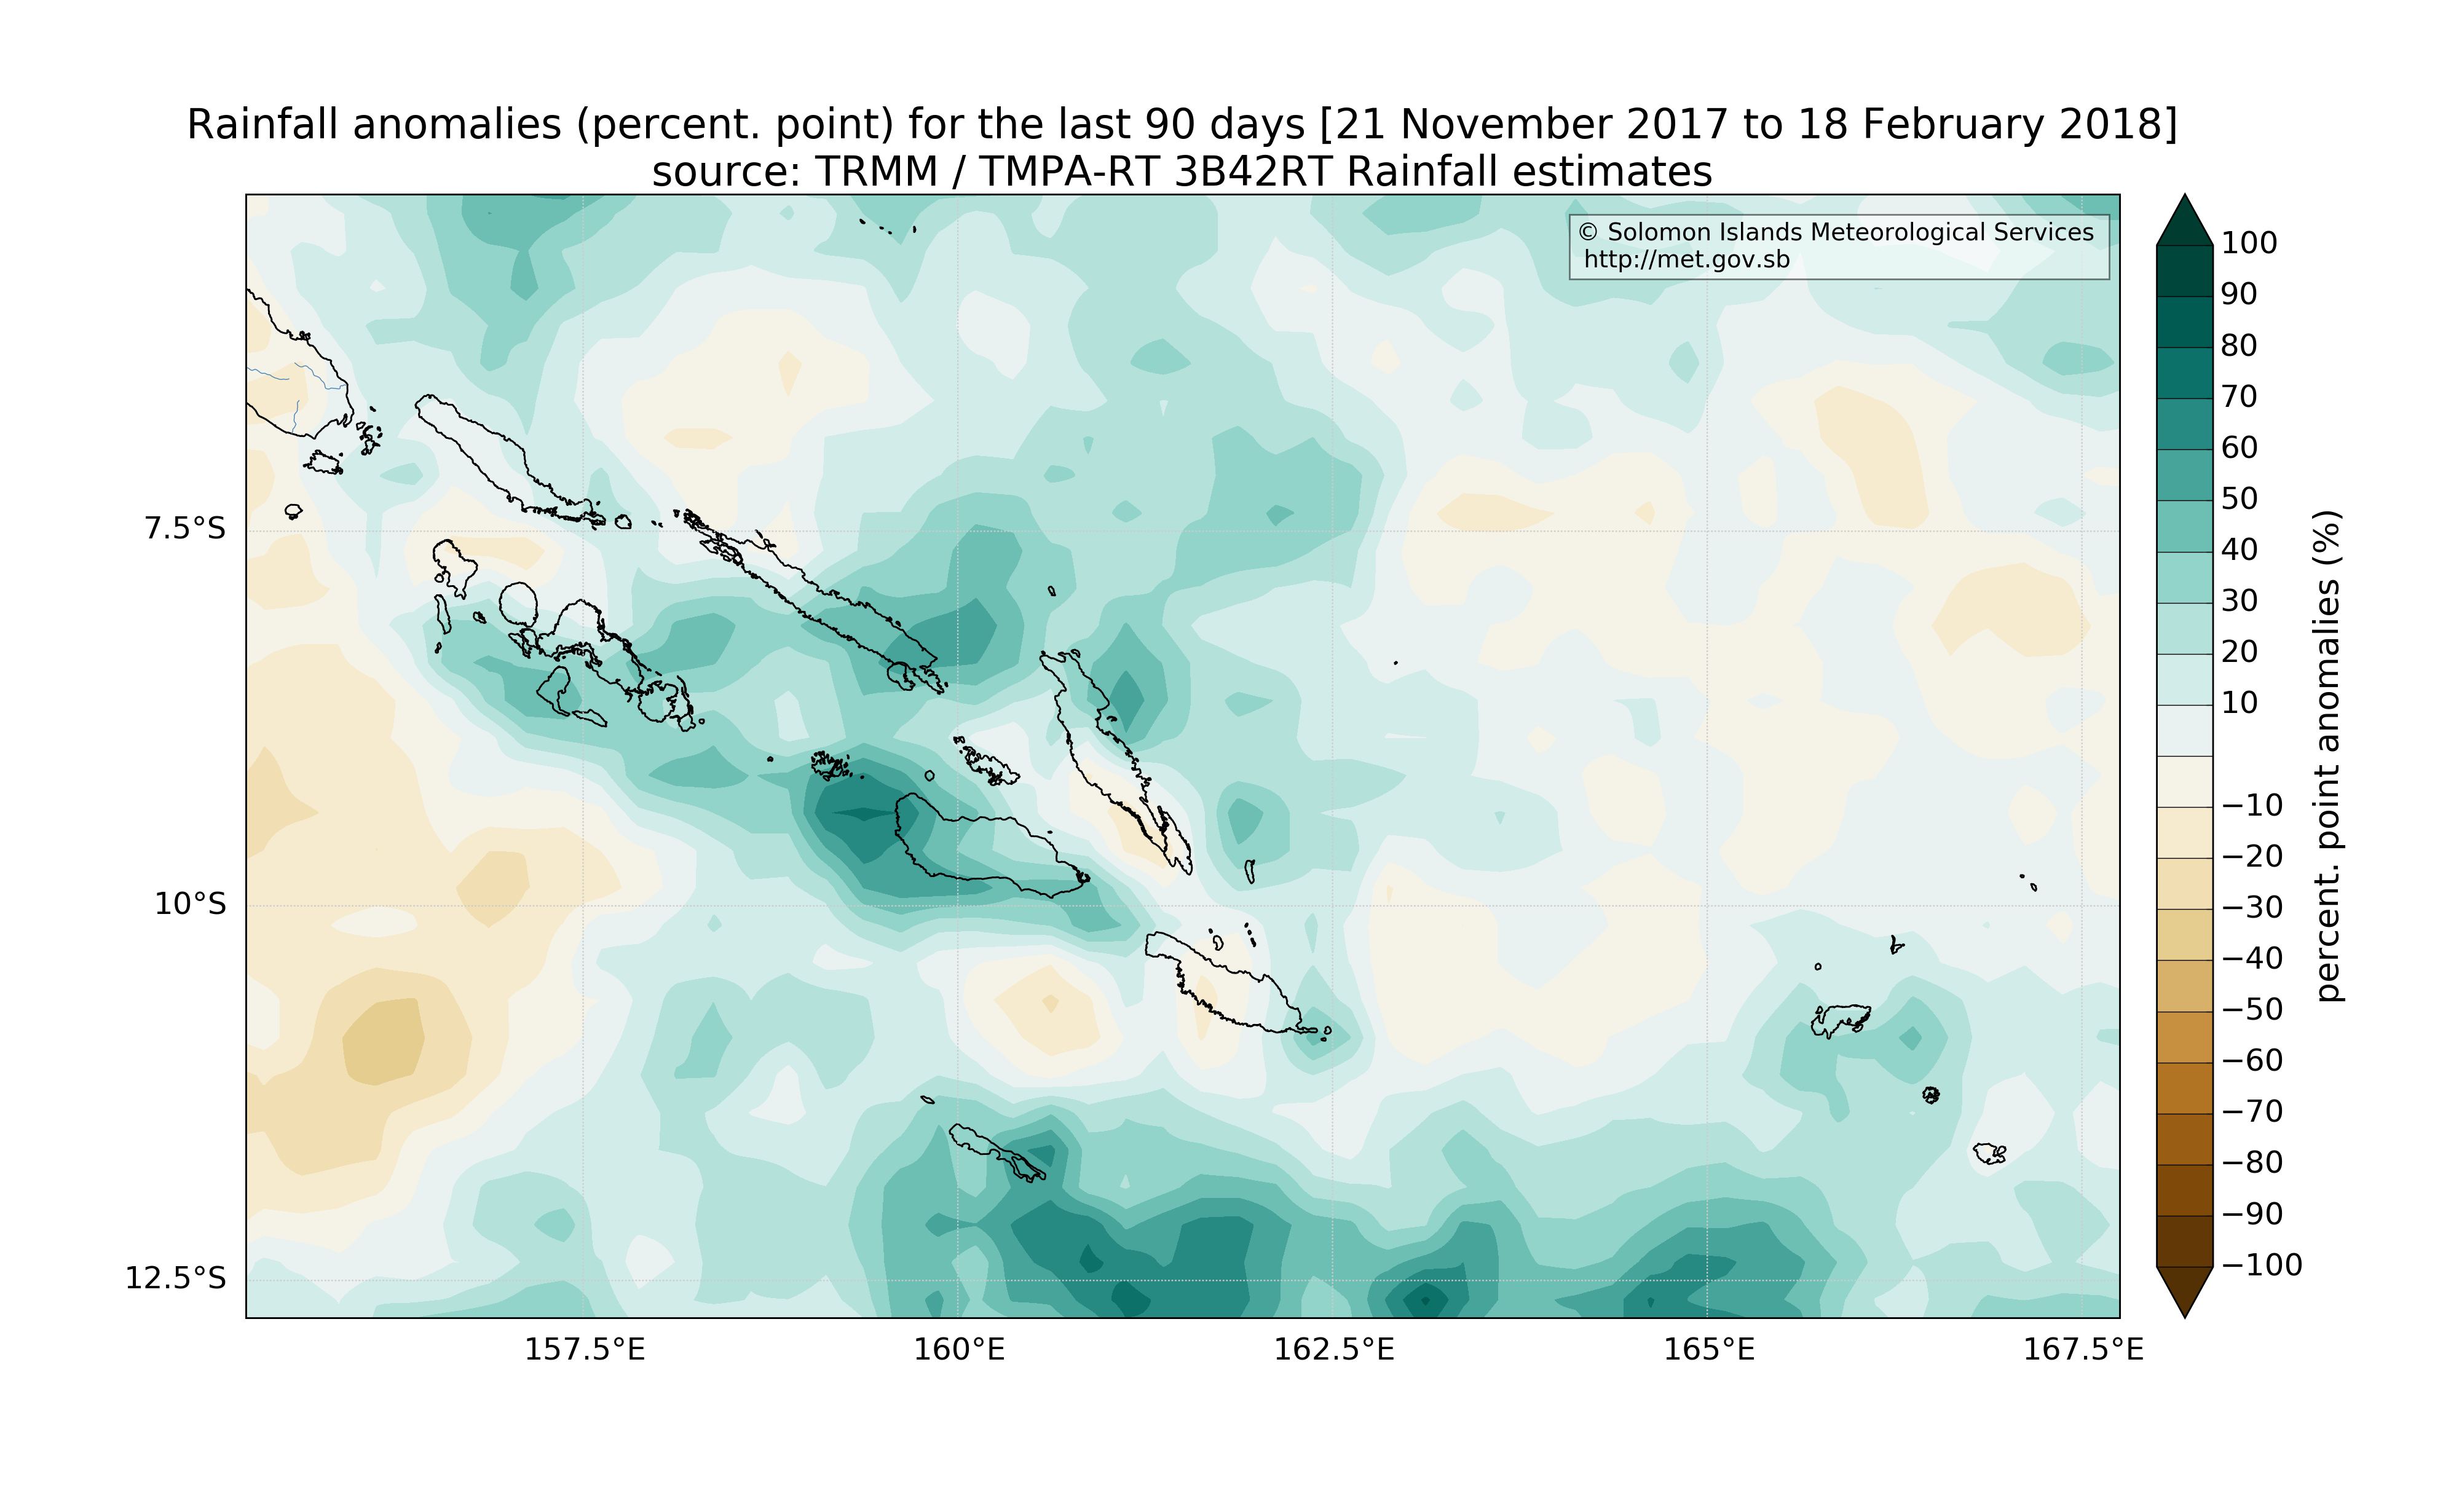 Rainfall anomalies (percent. point) for the last 90 days [21 November 2017 to 18 February 2018]
source: TRMM / TMPA-RT 3B42RT Rainfall estimates
© Solomon Islands Meteorological Services
http://met.gov.sb
7.5°S
10°S
12.5°S
157.5°E
160°E
162.5°E
165°E
167.5°E
100
90
80
70
60
50
40
30
20
10
−10
−20
−30
−40
−50
−60
−70
−80
−90
−100
percent. point anomalies (%)